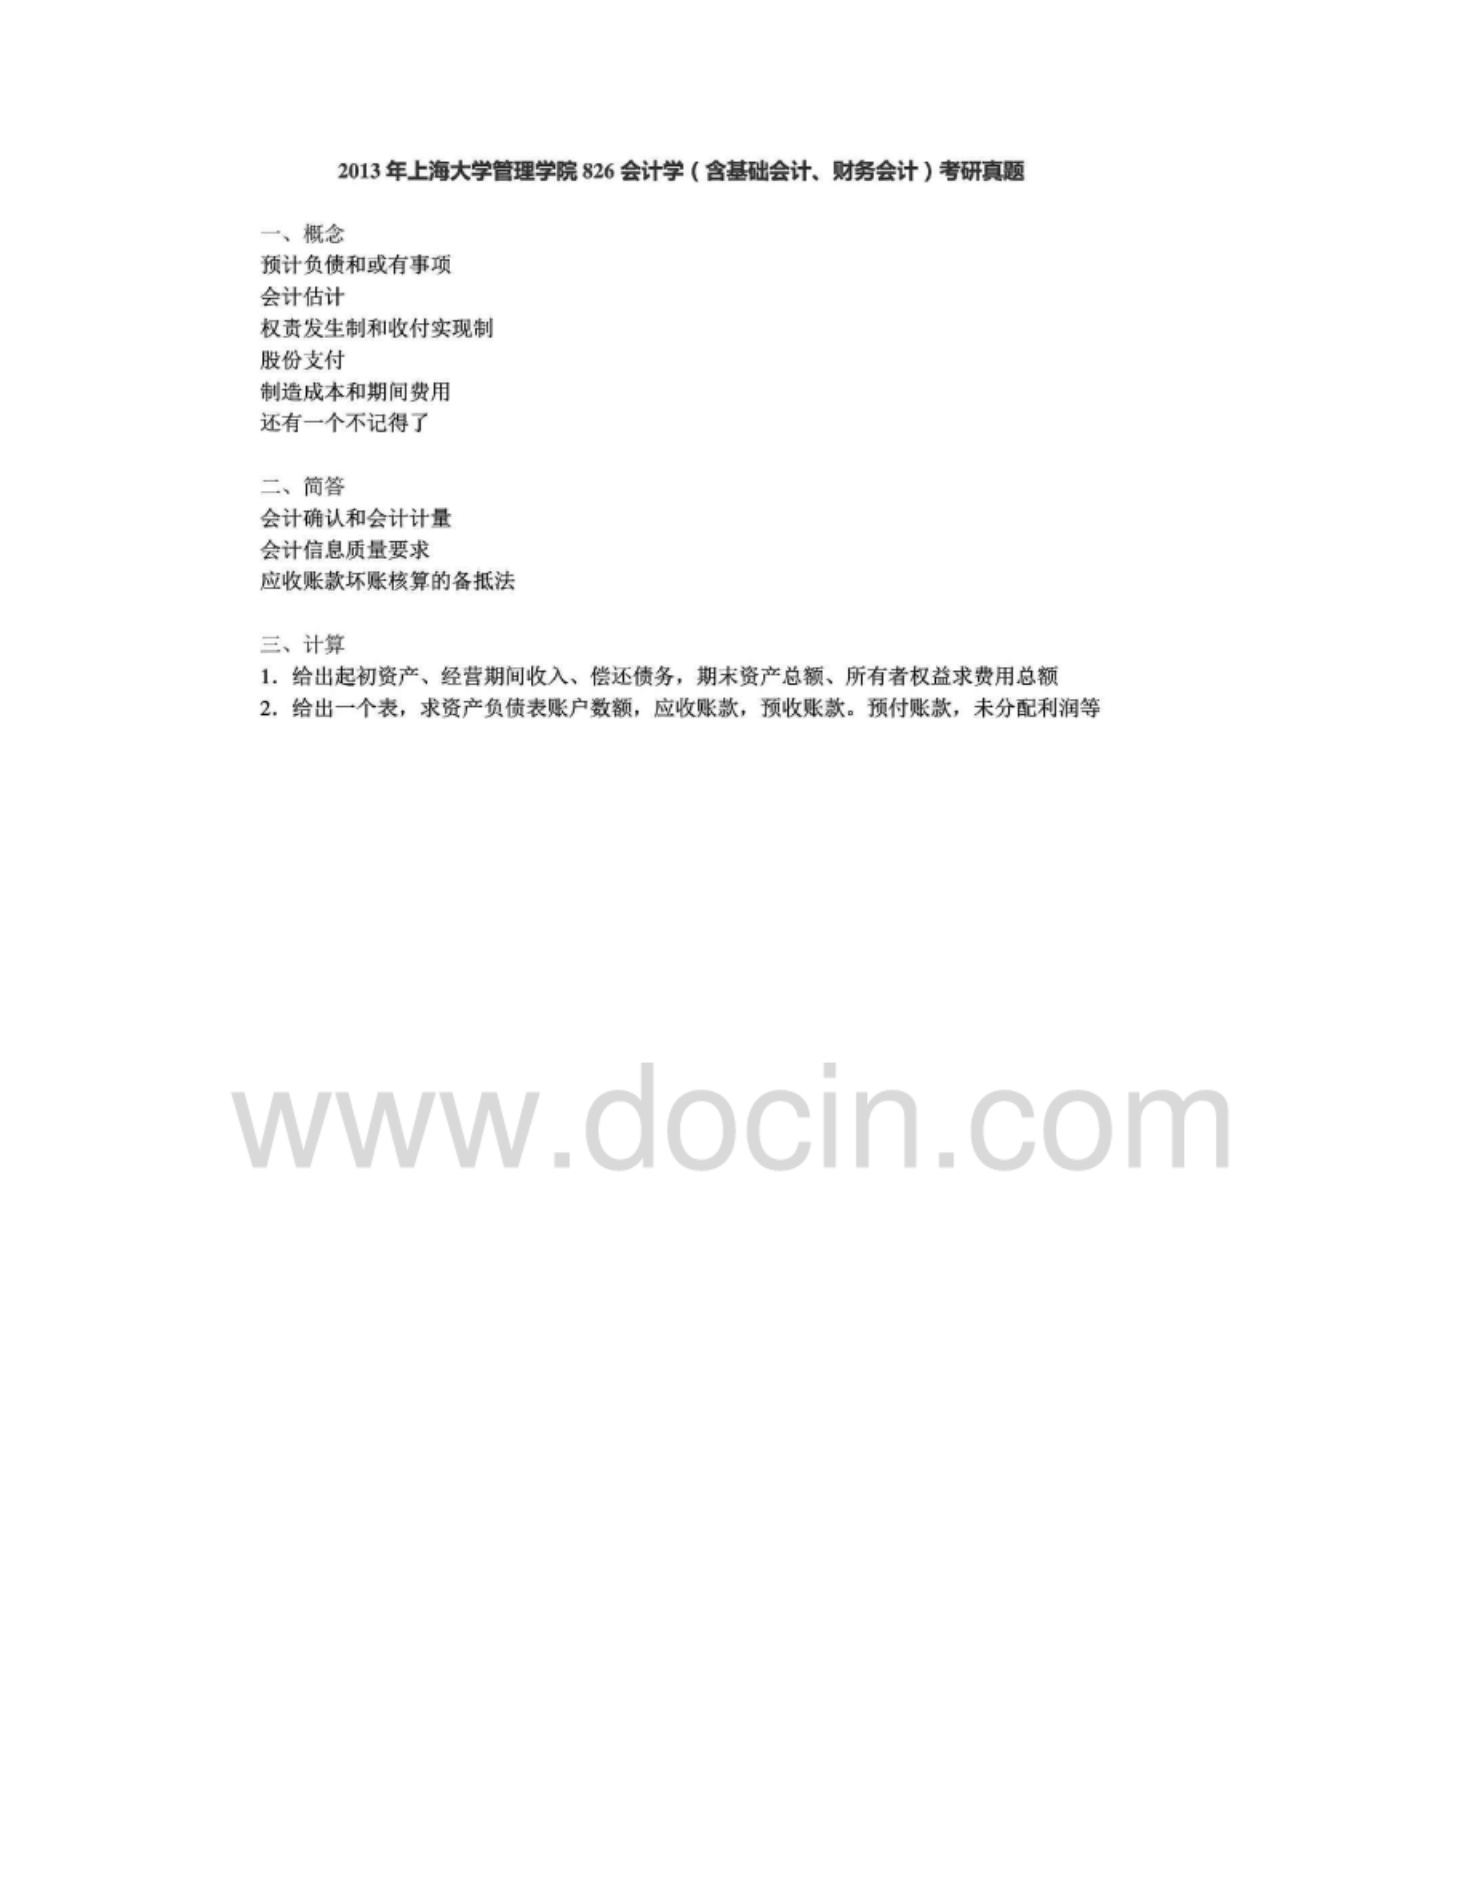 2013 年上海大学管理学院 826 会计学（含基础会计、财务会计）考研真题
一、概念
预计负债和或有事项
会计估计
权责发生制和收付实现制
股份支付
制造成本和期间费用
还有一个不记得了
二、简答
会计确认和会计计量
会计信息质量要求
应收账款坏账核算的备抵法
三、计算
1．给出起初资产、经营期间收入、偿还债务，期末资产总额、所有者权益求费用总额
2．给出一个表，求资产负债表账户数额，应收账款，预收账款。预付账款，未分配利润等
www.docin.com